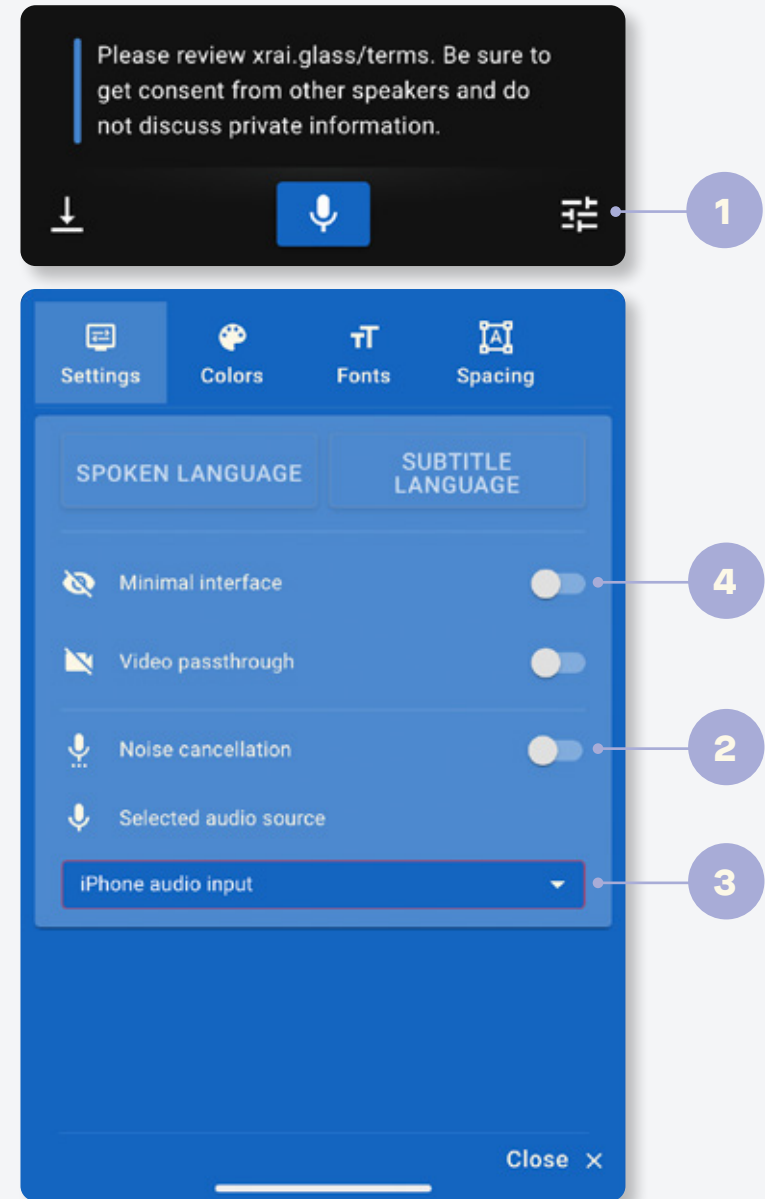 Please review xrai.glass/terms. Be sure to
get consent from other speakers and do
not discuss private information.
1
Settings Colors Fonts Spacing
SPOKEN LANGUAGE
SUBTITLE
LANGUAGE
Minimal interface
4
Video passthrough
Noise cancellation
2
Selected audio source
iPhone audio input
3
Close ×